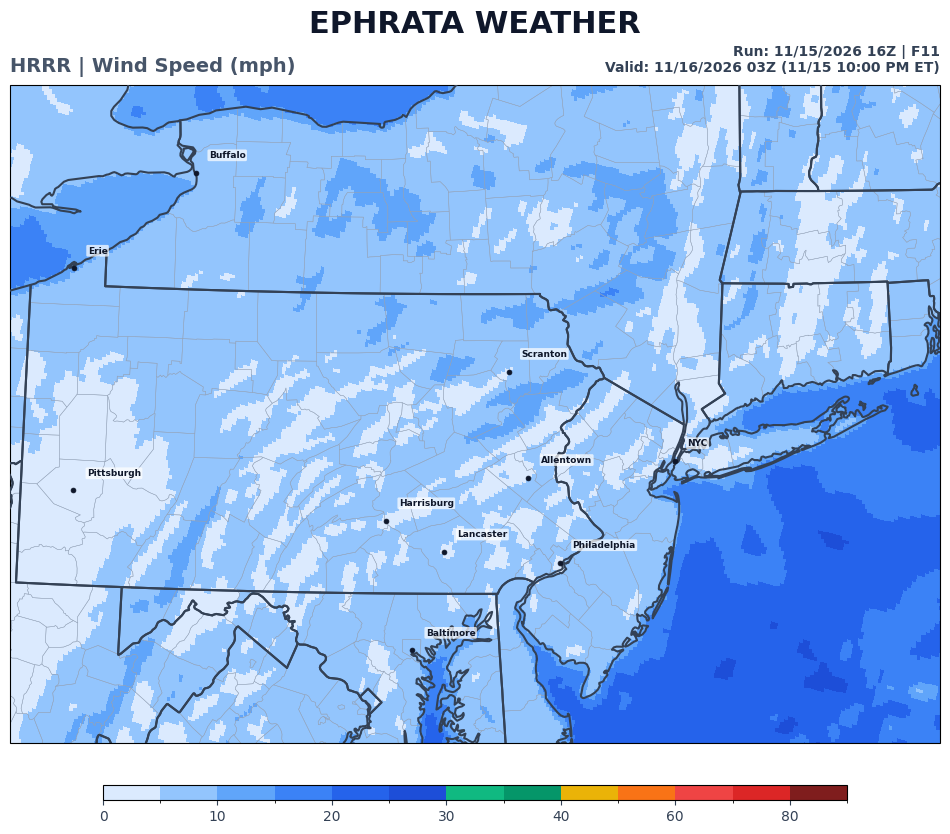 EPHRATA WEATHER
HRRR | Wind Speed (mph)
Run: 11/15/2026 16Z | F11
Valid: 11/16/2026 03Z (11/15 10:00 PM ET)
Buffalo
Erie
Scranton
NYC
Allentown
Pittsburgh
Harrisburg
Lancaster
Philadelphia
Baltimore
0 10 20 30 40 50 60 70 80